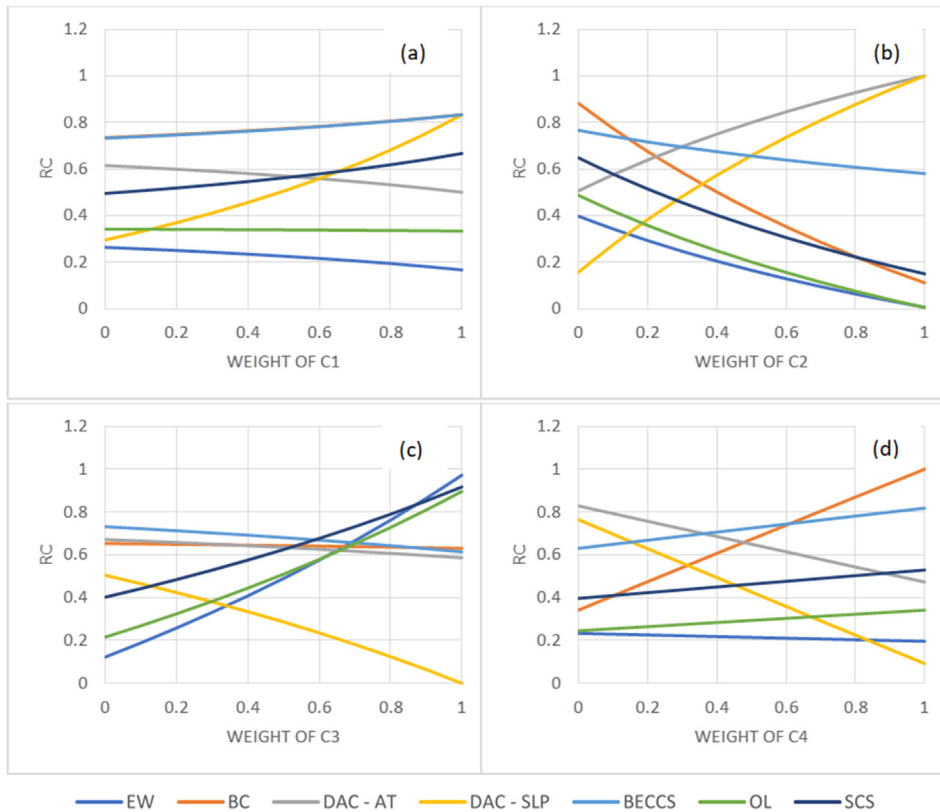 1.2
(a)
1
0.8
RC
0.6
0.4
0.2
0
0 0.2 0.4 0.6 0.8 1
WEIGHT OF C1
1.2
(b)
1
0.8
RC
0.6
0.4
0.2
0
0 0.2 0.4 0.6 0.8 1
WEIGHT OF C2
1.2
(c)
1
0.8
RC
0.6
0.4
0.2
0
0 0.2 0.4 0.6 0.8 1
WEIGHT OF C3
1.2
(d)
1
0.8
RC
0.6
0.4
0.2
0
0 0.2 0.4 0.6 0.8 1
WEIGHT OF C4
EW BC DAC - AT DAC - SLP BECCS OL SCS